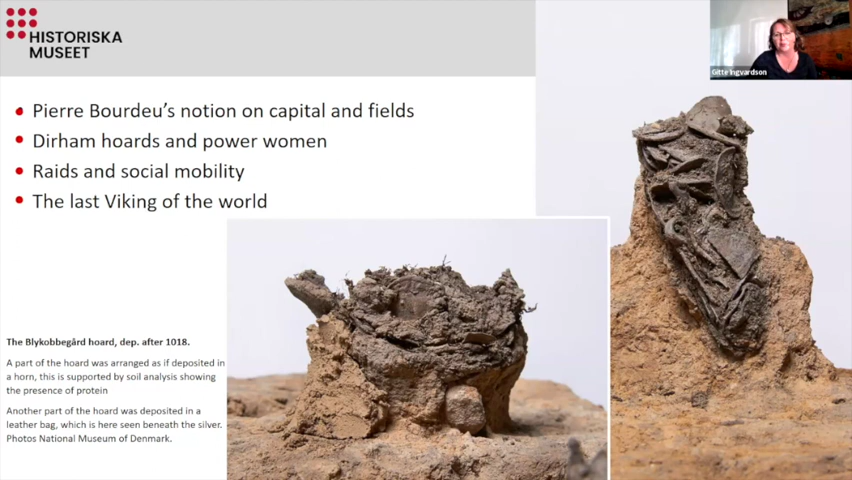 HISTORISKA
MUSEET
Gitte Ingvardson
Pierre Bourdeu's notion on capital and fields
Dirham hoards and power women
Raids and social mobility
The last Viking of the world
The Blykobbegård hoard, dep. after 1018.
A part of the hoard was arranged as if deposited in
a horn, this is supported by soil analysis showing
the presence of protein
Another part of the hoard was deposited in a
leather bag, which is here seen beneath the silver.
Photos National Museum of Denmark.